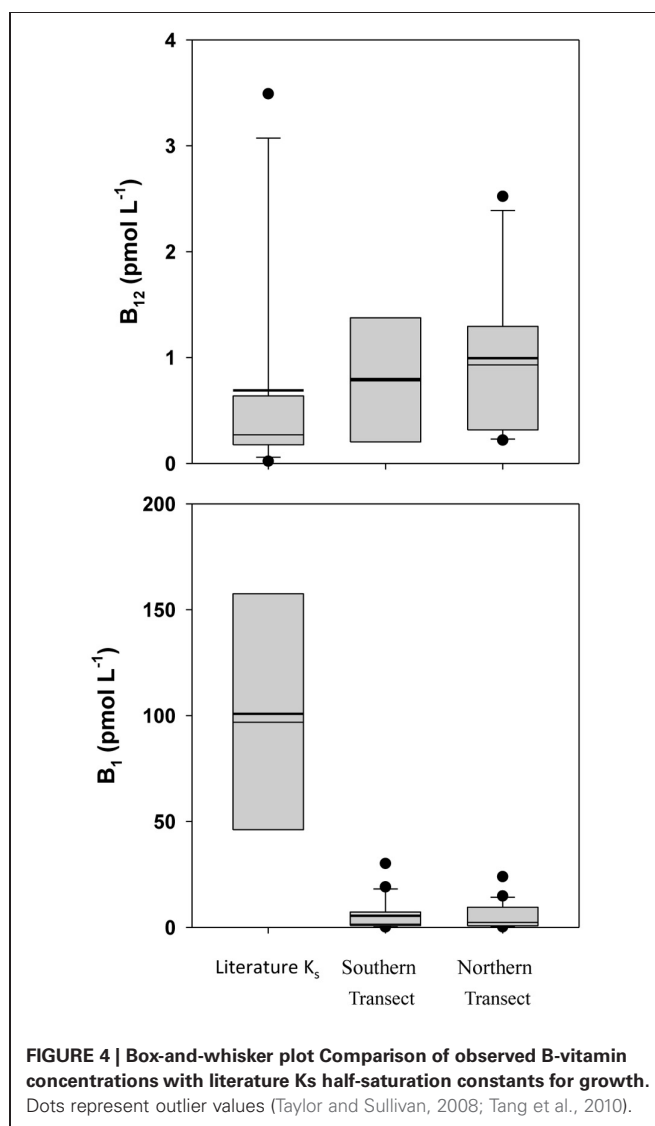 4
3
2
1
0
B12 (pmol L-1)
200
150
100
50
0
B1 (pmol L-1)
Literature Ks
Southern Transect
Northern Transect
FIGURE 4 | Box-and-whisker plot Comparison of observed B-vitamin
concentrations with literature Ks half-saturation constants for growth.
Dots represent outlier values (Taylor and Sullivan, 2008; Tang et al., 2010).